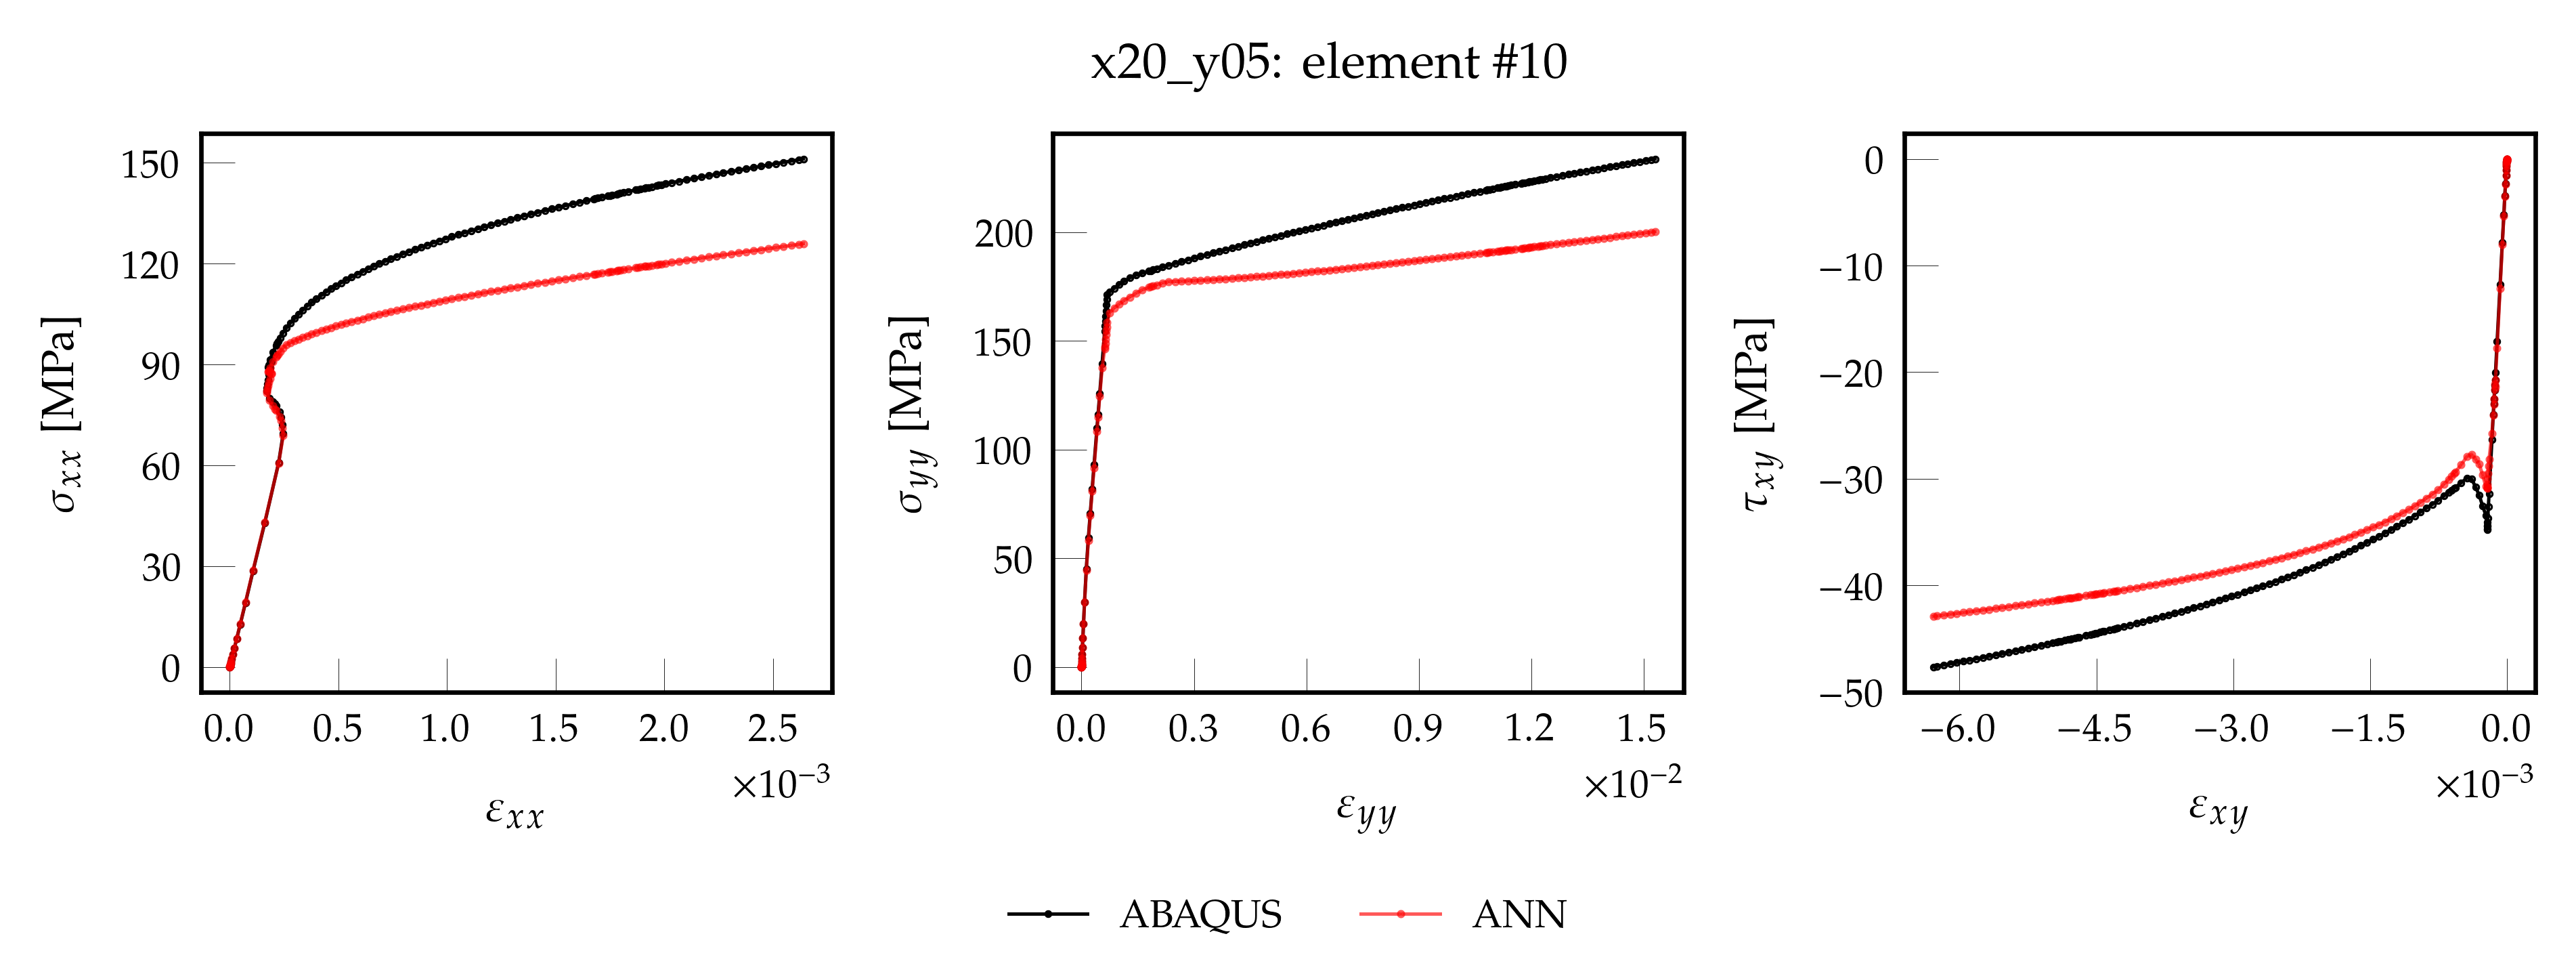 x20_y05: element #10
150
120
90
60
30
0
σxx [MPa]
0.0 0.5 1.0 1.5 2.0 2.5
×10⁻³
εxx
200
150
100
50
0
σyy [MPa]
0.0 0.3 0.6 0.9 1.2 1.5
×10⁻²
εyy
0
−10
−20
−30
−40
−50
τxy [MPa]
−6.0 −4.5 −3.0 −1.5 0.0
×10⁻³
εxy
ABAQUS ANN